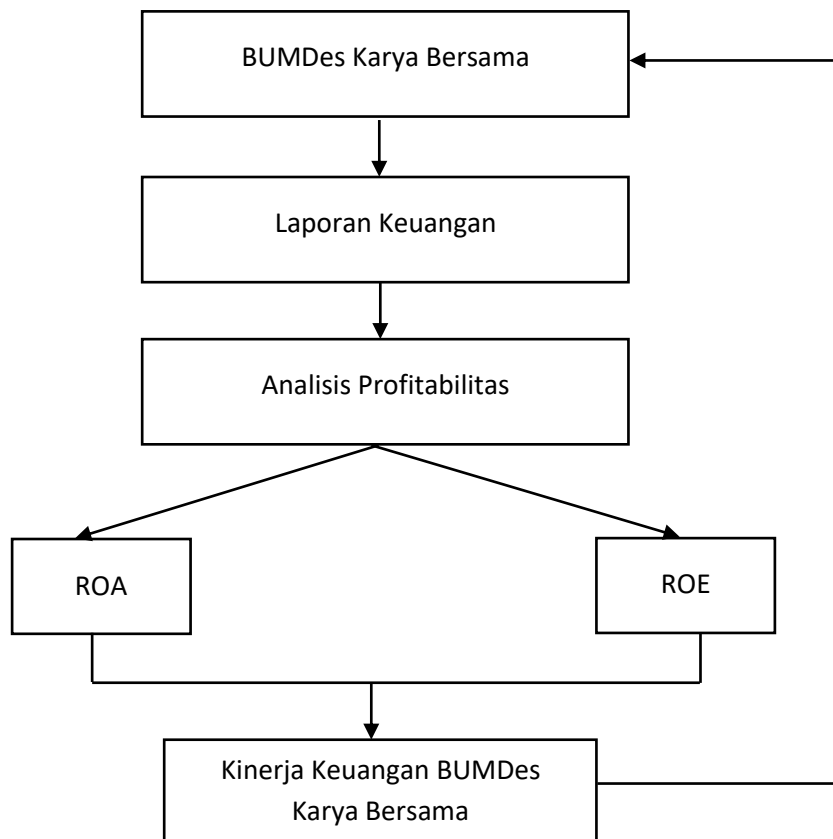 BUMDes Karya Bersama
Laporan Keuangan
Analisis Profitabilitas
ROA
ROE
Kinerja Keuangan BUMDes
Karya Bersama